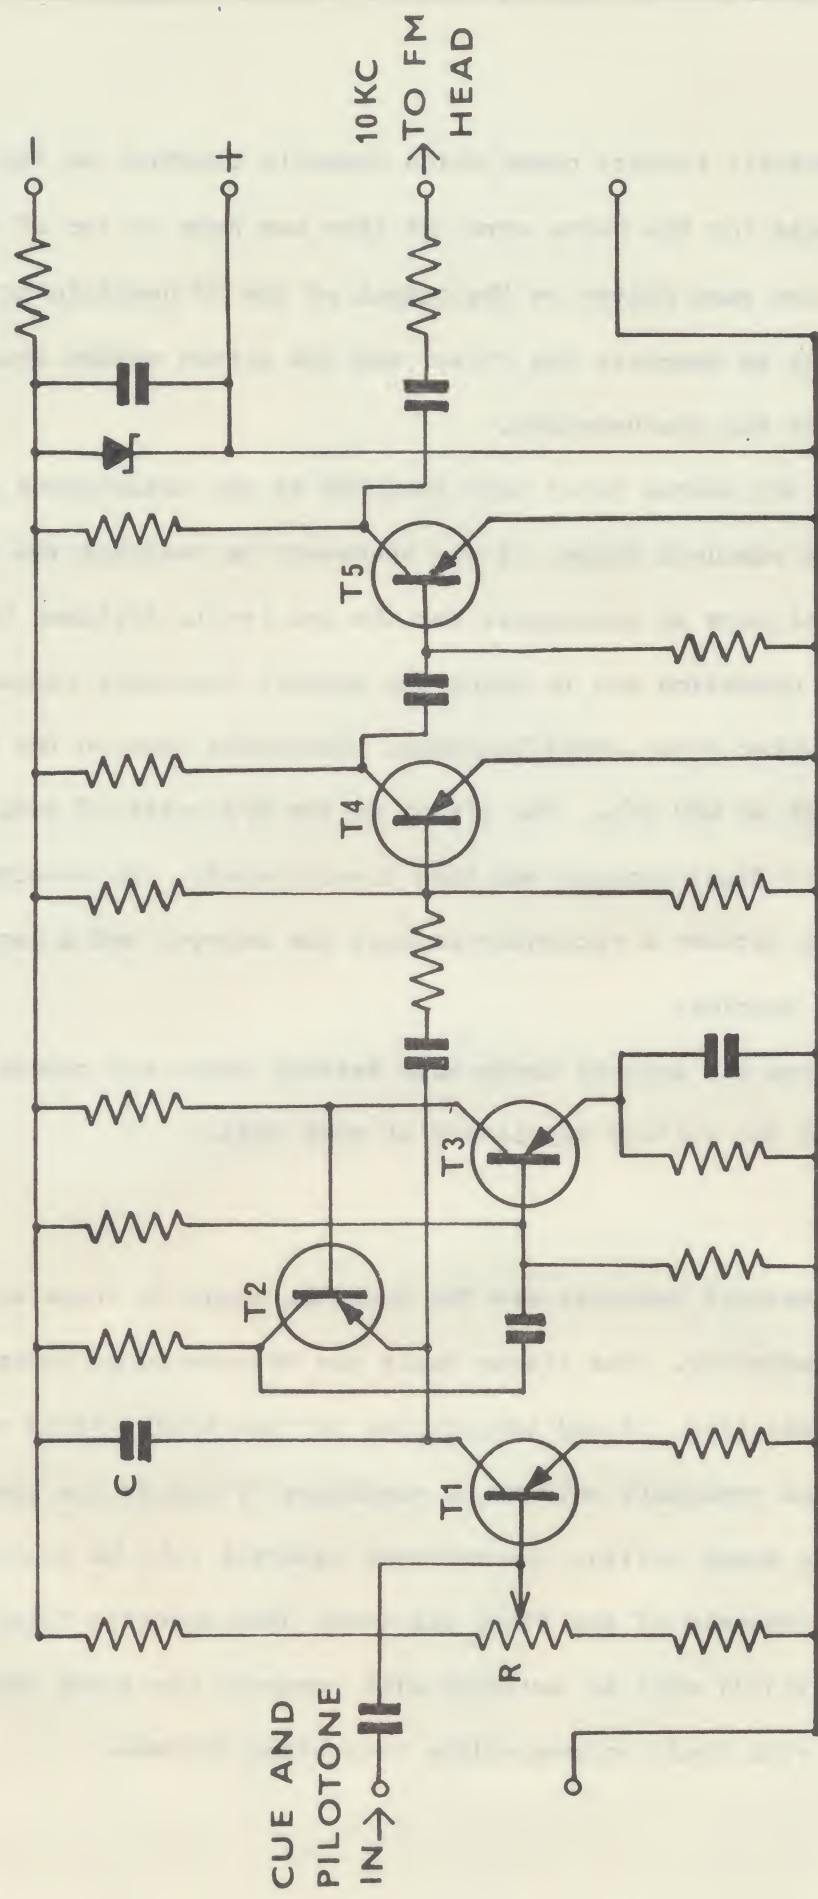 CUE AND
PILOTONE
IN→
R
C
T1
T2
T3
T4
T5
−
+
10KC
→TO FM
HEAD